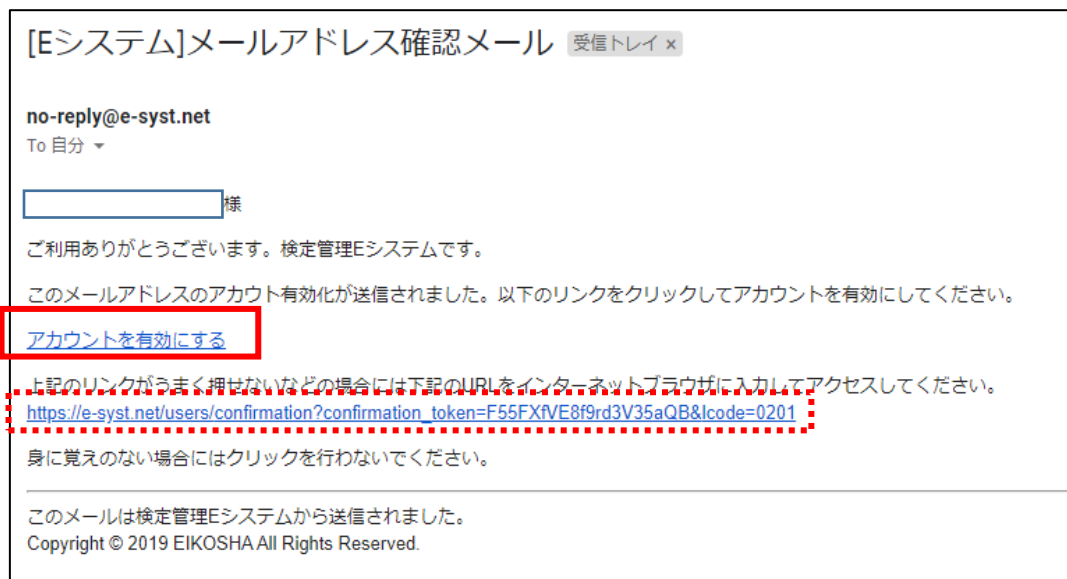 [Eシステム]メールアドレス確認メール 受信トレイ ×
no-reply@e-syst.net
To 自分
様
ご利用ありがとうございます。検定管理Eシステムです。
このメールアドレスのアカウト有効化が送信されました。以下のリンクをクリックしてアカウントを有効にしてください。
アカウントを有効にする
上記のリンクがうまく押せないなどの場合には下記のURLをインターネットブラウザに入力してアクセスしてください。
https://e-syst.net/users/confirmation?confirmation_token=F55FXfVE8f9rd3V35aQB&lcode=0201
身に覚えのない場合にはクリックを行わないでください。
このメールは検定管理Eシステムから送信されました。
Copyright © 2019 EIKOSHA All Rights Reserved.